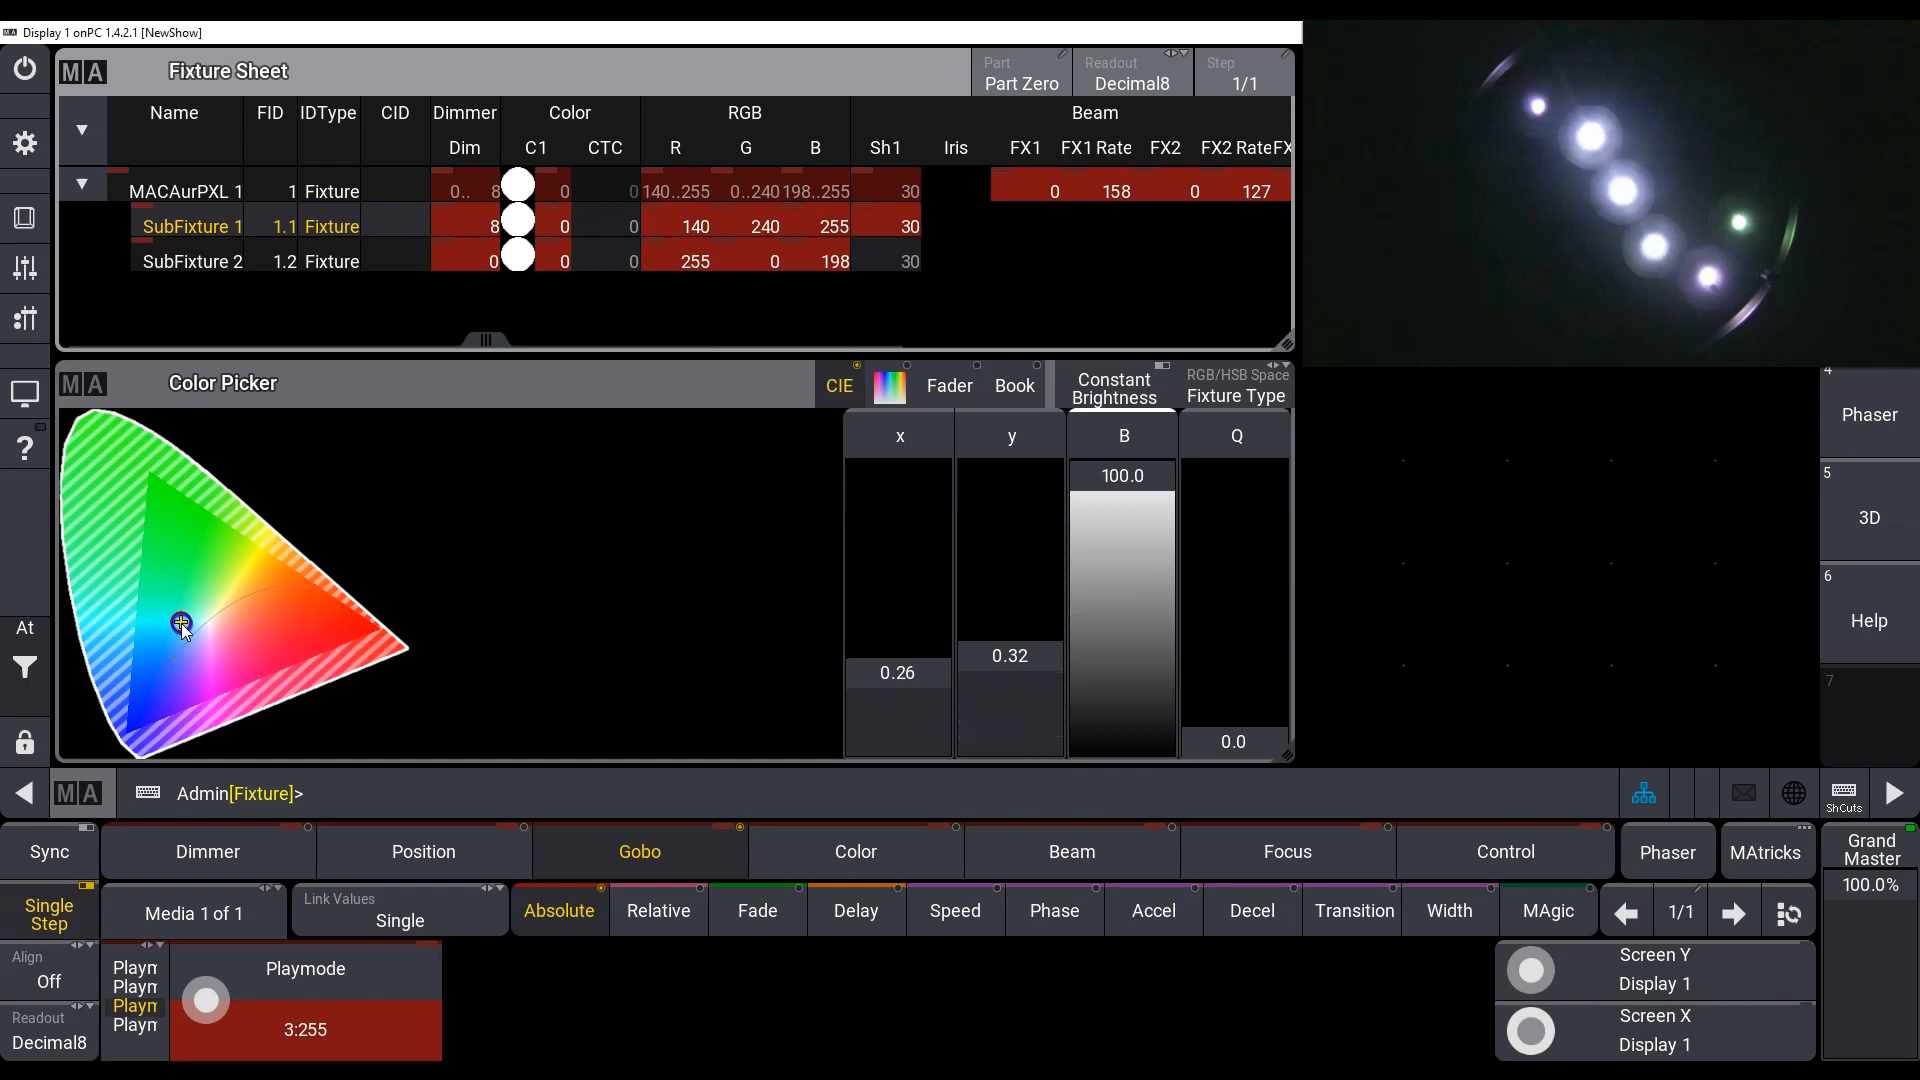 MA Display 1 onPC 1.4.2.1 [NewShow]
MA Fixture Sheet
Part
Part Zero
Readout
Decimal8
Step
1/1
Name FID IDType CID Dimmer Color RGB Beam
Dim C1 CTC R G B Sh1 Iris FX1 FX1 Rate FX2 FX2 Rate FX
MACAurPXL 1 1 Fixture 0.. 8 0 0 140..255 0..240 198..255 30 0 158 0 127
SubFixture 1 1.1 Fixture 8 0 0 140 240 255 30
SubFixture 2 1.2 Fixture 0 0 0 255 0 198 30
MA Color Picker
CIE
Fader
Book
Constant
Brightness
RGB/HSB Space
Fixture Type
x y B Q
100.0
0.26
0.32
0.0
4
Phaser
5
3D
6
Help
7
?
At
MA Admin[Fixture]>
ShCuts
Sync
Dimmer Position Gobo Color Beam Focus Control
Phaser
MAtricks
Grand
Master
100.0%
Single
Step
Media 1 of 1
Link Values
Single
Absolute Relative Fade Delay Speed Phase Accel Decel Transition Width MAgic
1/1
Align
Off
Readout
Decimal8
Playm
Playm
Playm
Playm
Playmode
3:255
Screen Y
Display 1
Screen X
Display 1